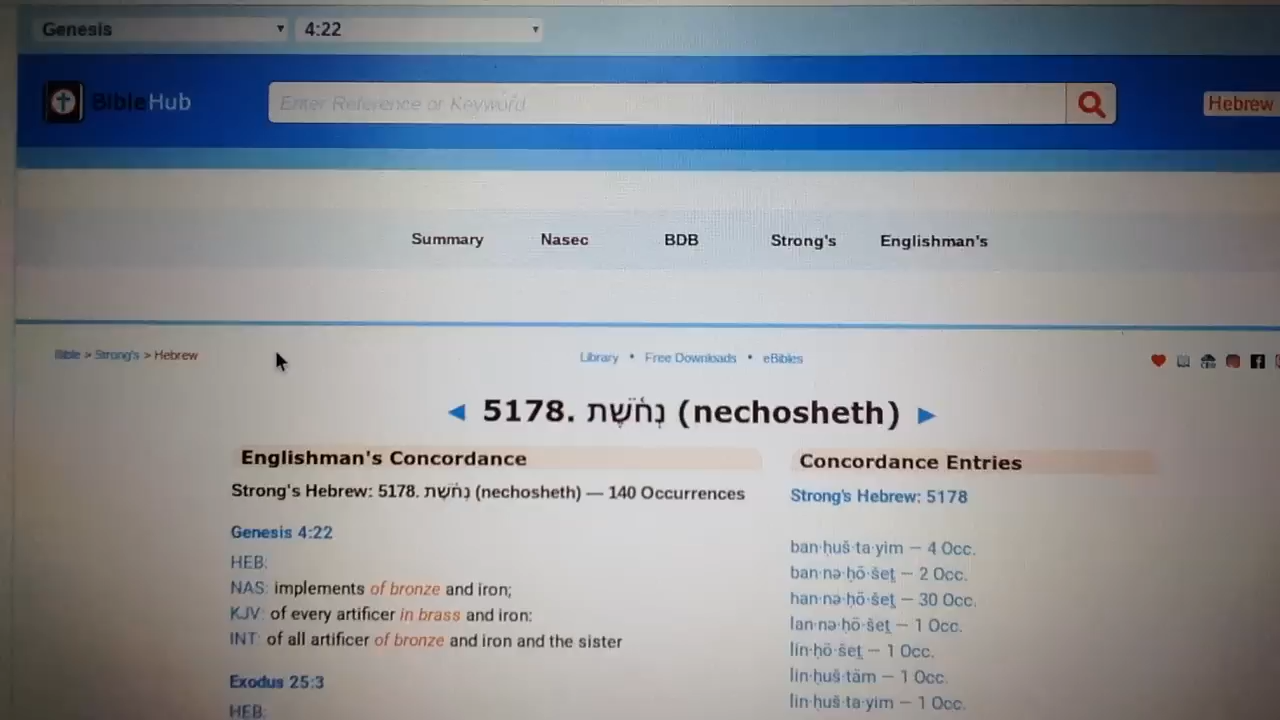 Genesis 4:22
BibleHub Enter Reference or Keyword Hebrew
Summary Nasec BDB Strong's Englishman's
Bible > Strong's > Hebrew Library • Free Downloads • eBibles
◄ 5178. נְחֹ֫שֶׁת (nechosheth) ►
Englishman's Concordance
Strong's Hebrew: 5178. נְחֹ֫שֶׁת (nechosheth) — 140 Occurrences
Genesis 4:22
HEB:
NAS: implements of bronze and iron;
KJV: of every artificer in brass and iron:
INT: of all artificer of bronze and iron and the sister
Exodus 25:3
HEB:
Concordance Entries
Strong's Hebrew: 5178
ban·ḥuš·ta·yim — 4 Occ.
ban·nə·ḥō·šeṯ — 2 Occ.
han·nə·ḥō·šeṯ — 30 Occ.
lan·nə·ḥō·šeṯ — 1 Occ.
lin·ḥō·šeṯ — 1 Occ.
lin·ḥuš·tām — 1 Occ.
lin·ḥuš·ta·yim — 1 Occ.